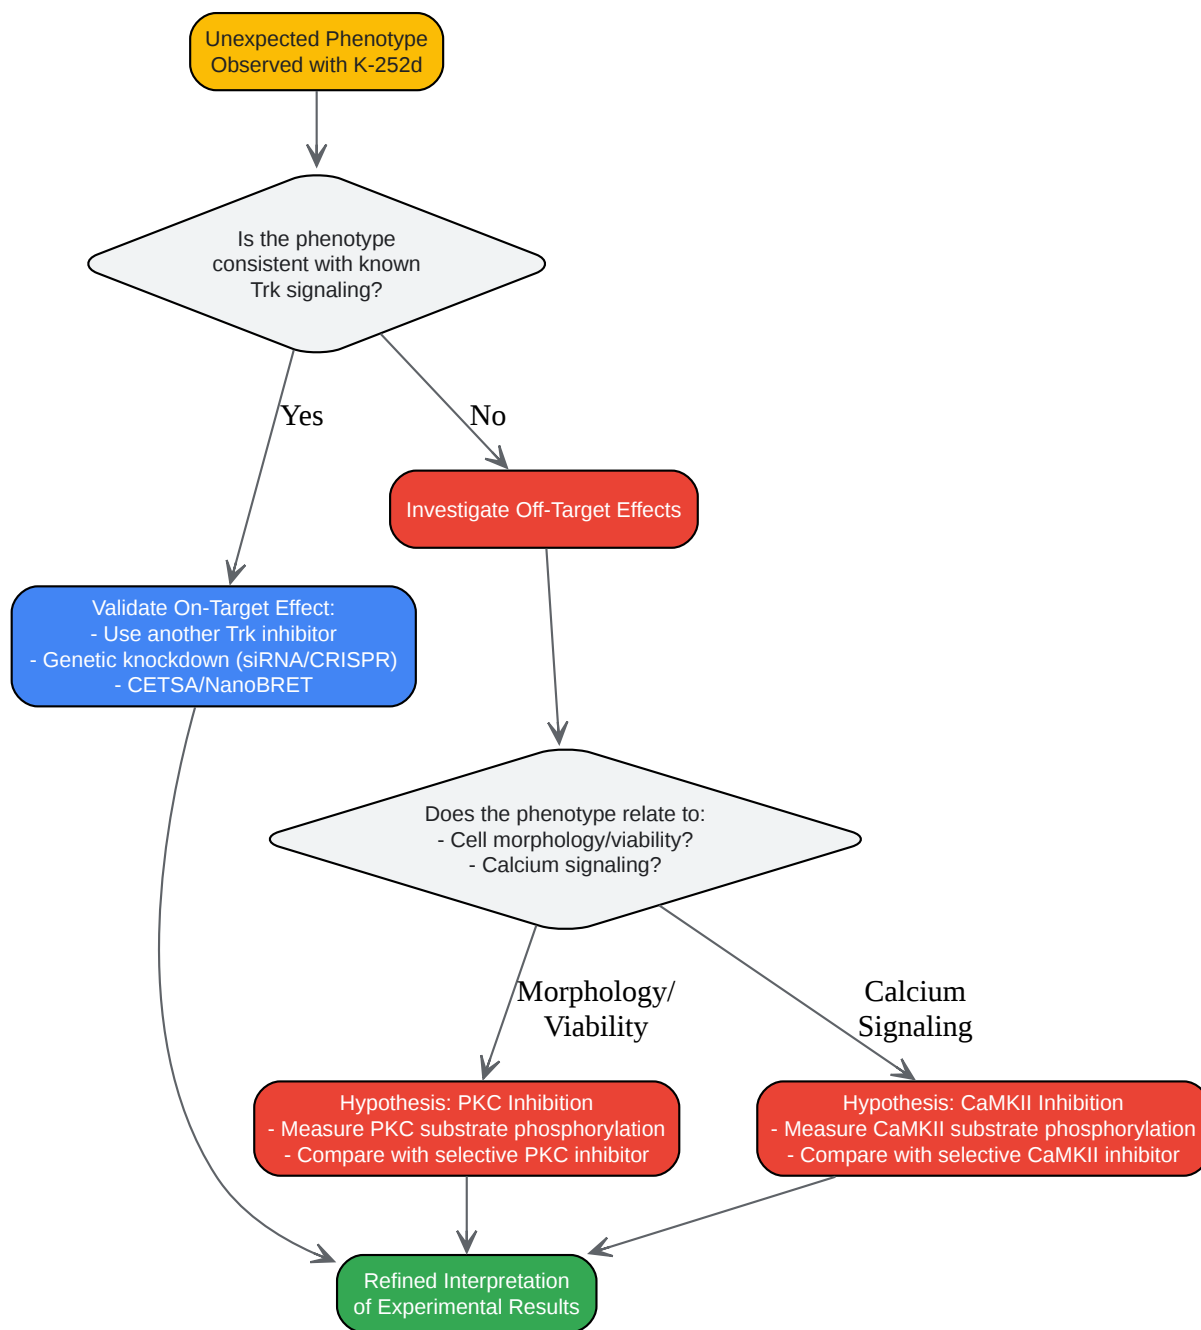 Unexpected Phenotype
Observed with K-252d
Is the phenotype
consistent with known
Trk signaling?
Yes
No
Investigate Off-Target Effects
Validate On-Target Effect:
- Use another Trk inhibitor
- Genetic knockdown (siRNA/CRISPR)
- CETSA/NanoBRET
Does the phenotype relate to:
- Cell morphology/viability?
- Calcium signaling?
Morphology/
Viability
Calcium
Signaling
Hypothesis: PKC Inhibition
- Measure PKC substrate phosphorylation
- Compare with selective PKC inhibitor
Hypothesis: CaMKII Inhibition
- Measure CaMKII substrate phosphorylation
- Compare with selective CaMKII inhibitor
Refined Interpretation
of Experimental Results